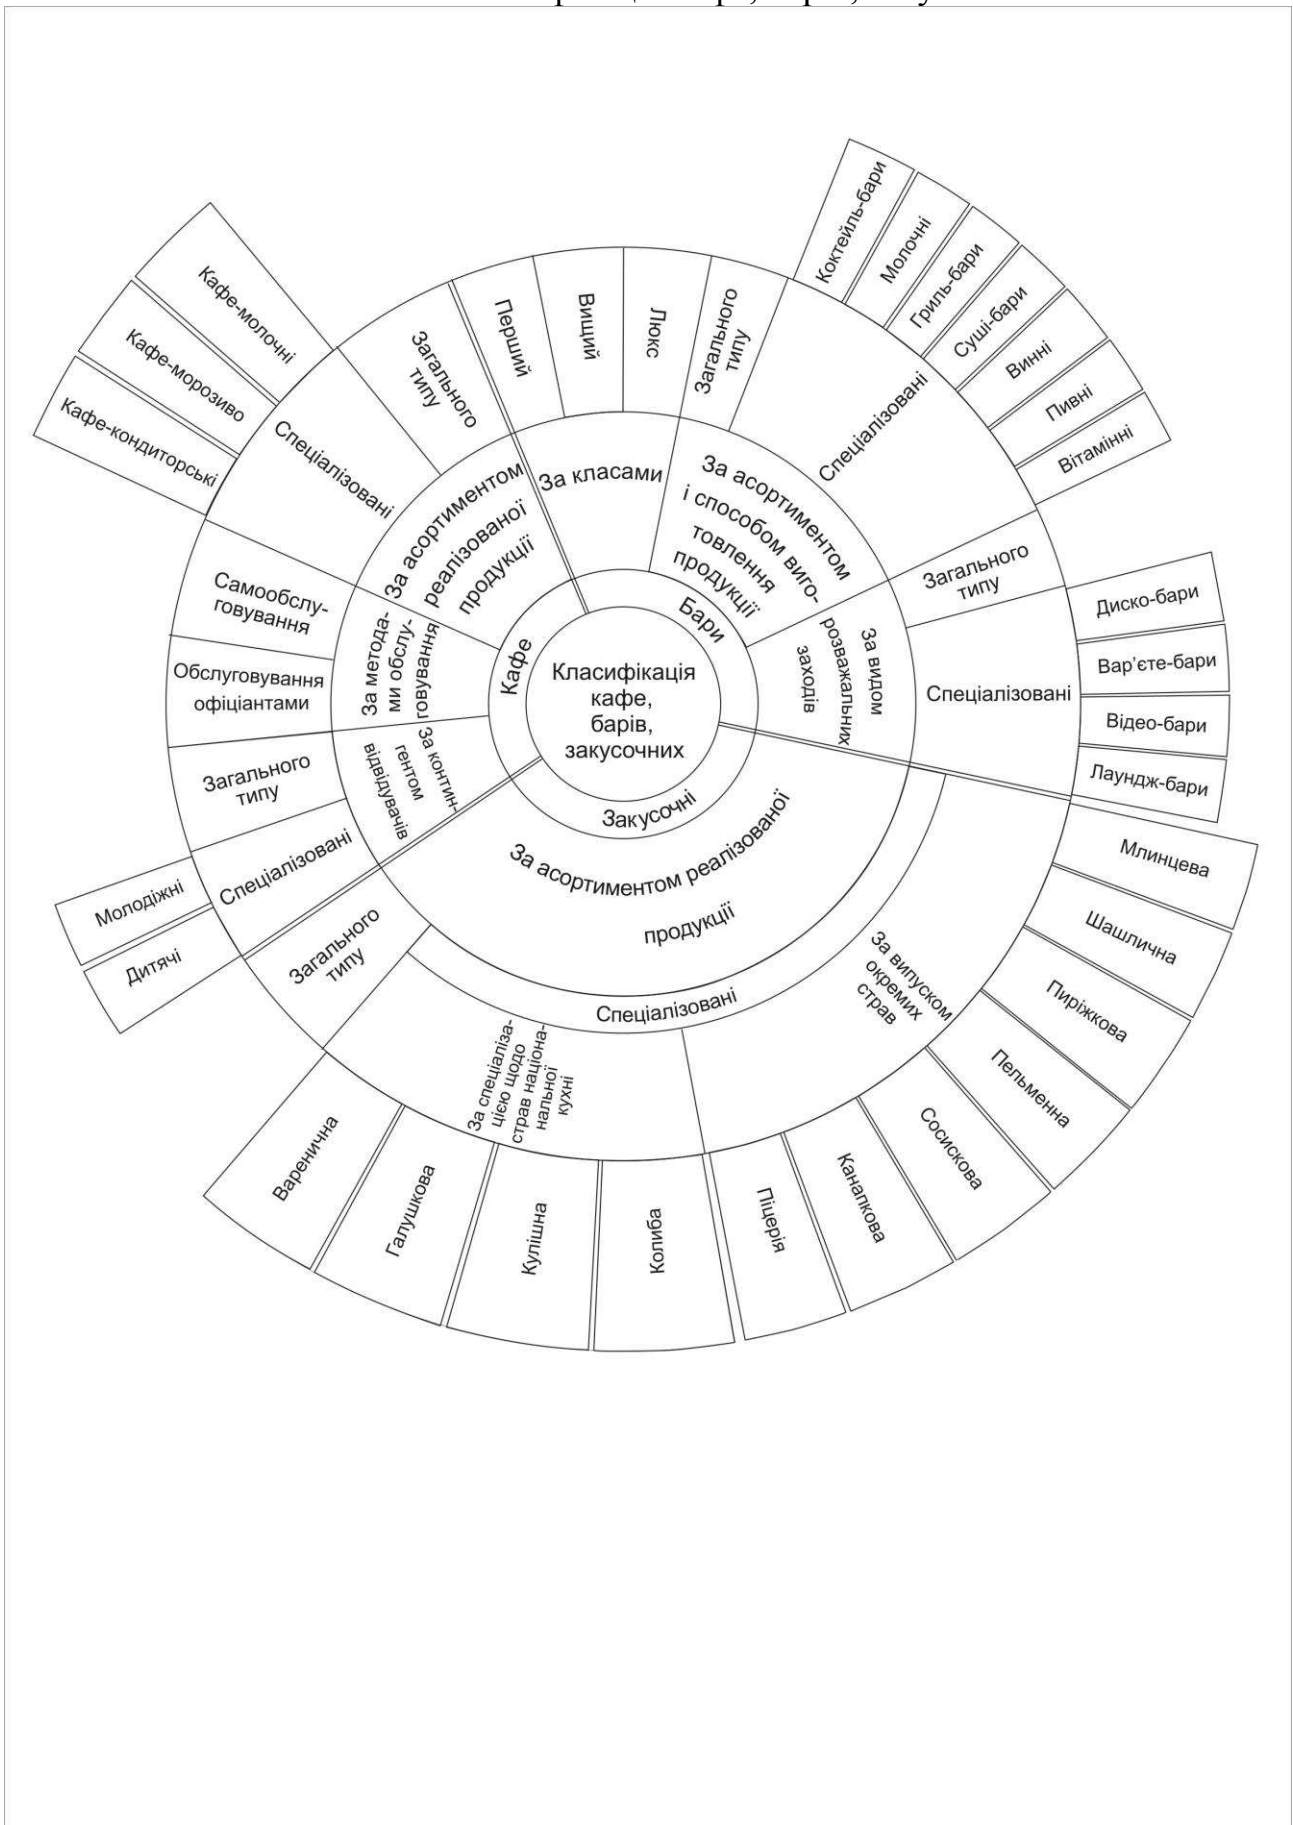 Класифікація
кафе,
барів,
закусочних
Кафе
Бари
Закусочні
За асортиментом
реалізованої
продукції
Загального
типу
Спеціалізовані
Кафе-молочні
Кафе-морозиво
Кафе-кондиторські
За метода-
ми обслу-
говування
Самообслу-
говування
Обслуговування
офіціантами
За контин-
гентом
відвідувачів
Загального
типу
Спеціалізовані
Молодіжні
Дитячі
За класами
Перший
Вищий
Люкс
За асортиментом
і способом виго-
товлення
продукції
Загального
типу
Спеціалізовані
Коктейль-бари
Молочні
Гриль-бари
Суші-бари
Винні
Пивні
Вітамінні
За видом
розважальних
заходів
Загального
типу
Спеціалізовані
Диско-бари
Вар’єте-бари
Відео-бари
Лаундж-бари
За асортиментом реалізованої
продукції
Загального
типу
Спеціалізовані
За випуском
окремих
страв
Млинцева
Шашлична
Пиріжкова
Пельменна
Сосискова
Канапкова
Піцерія
За спеціаліза-
цією щодо
страв націона-
нальної
кухні
Колиба
Кулішна
Галушкова
Варенична